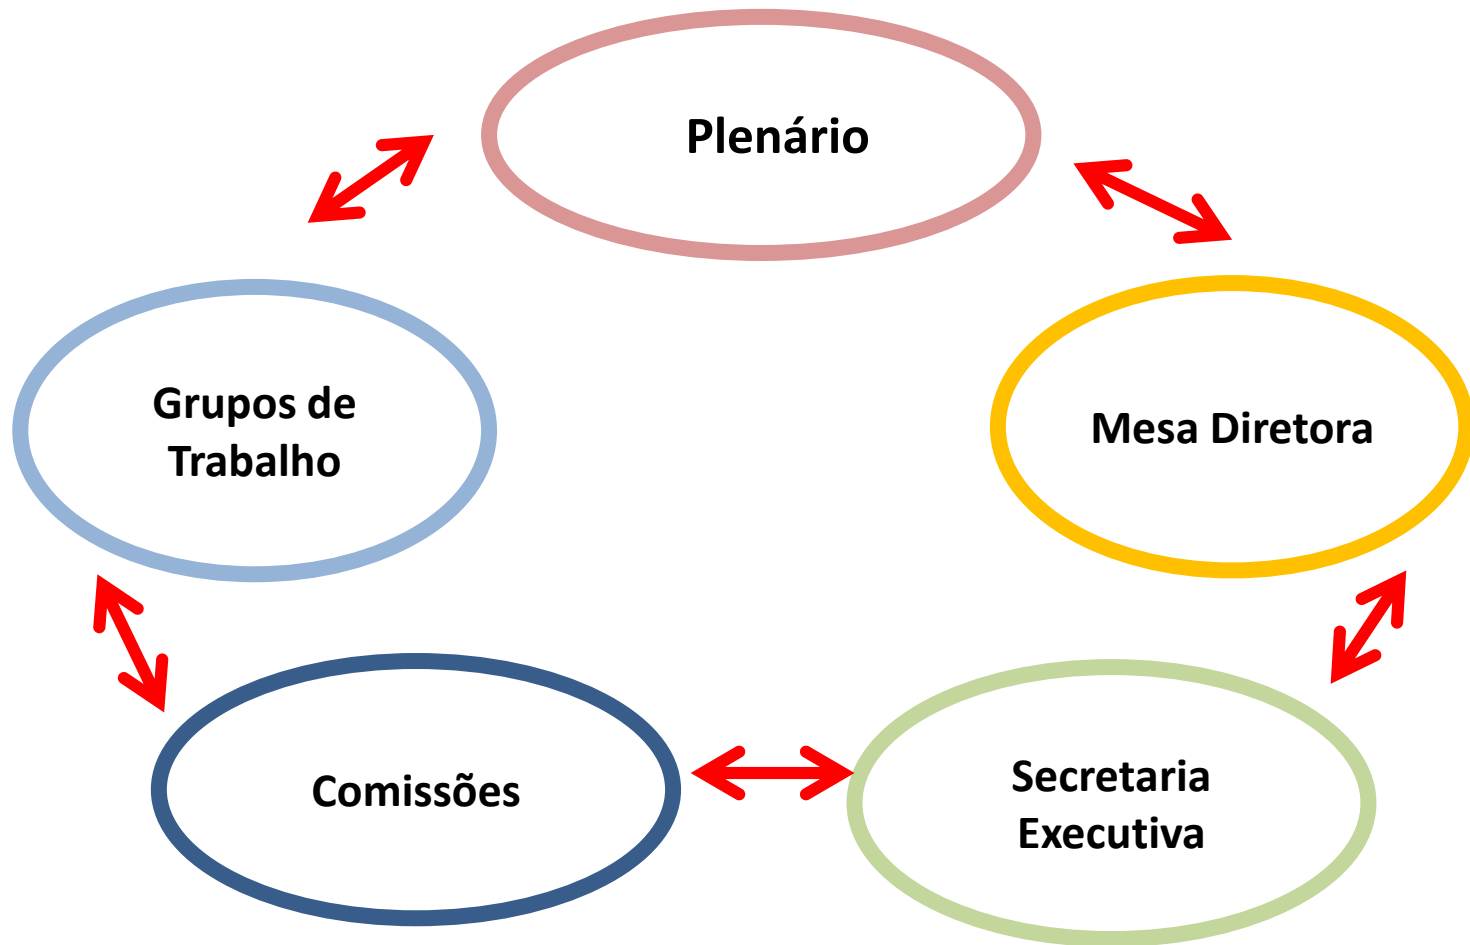 Plenário
Grupos de
Trabalho
Mesa Diretora
Comissões
Secretaria
Executiva